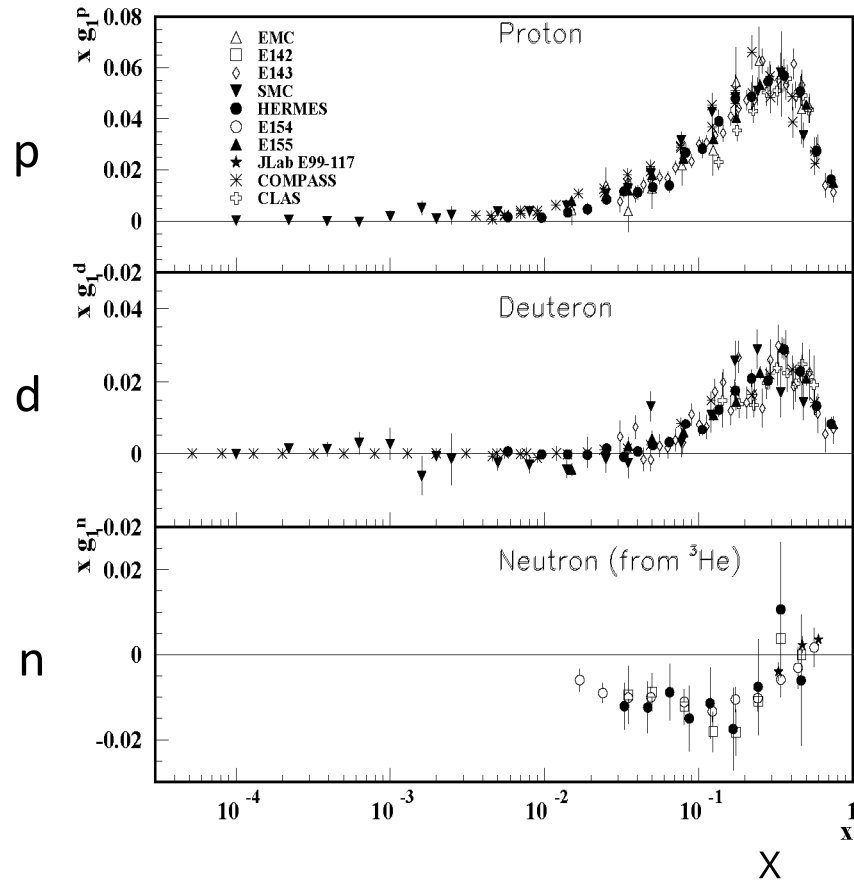 x g₁ᵖ
0.08
0.06
0.04
0.02
0
Proton
EMC
E142
E143
SMC
HERMES
E154
E155
JLab E99-117
COMPASS
CLAS
p
x g₁ᵈ
-0.02
0.04
0.02
0
Deuteron
d
x g₁ⁿ
-0.02
0.02
0
-0.02
Neutron (from ³He)
n
10⁻⁴ 10⁻³ 10⁻² 10⁻¹ 1
x
X